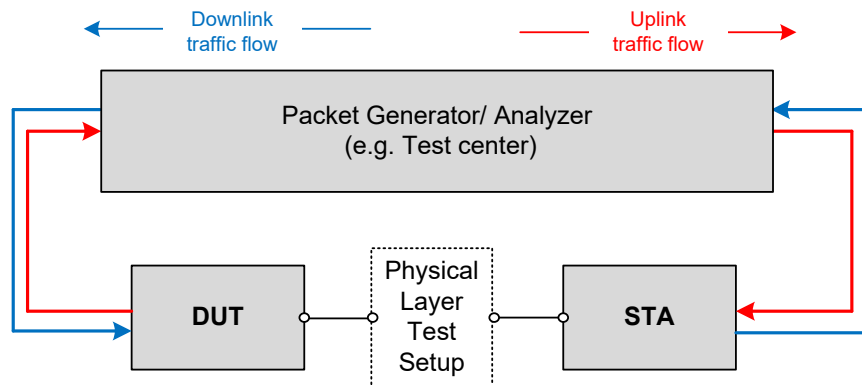 Downlink
traffic flow
Uplink
traffic flow
Packet Generator/ Analyzer
(e.g. Test center)
DUT
Physical
Layer
Test
Setup
STA